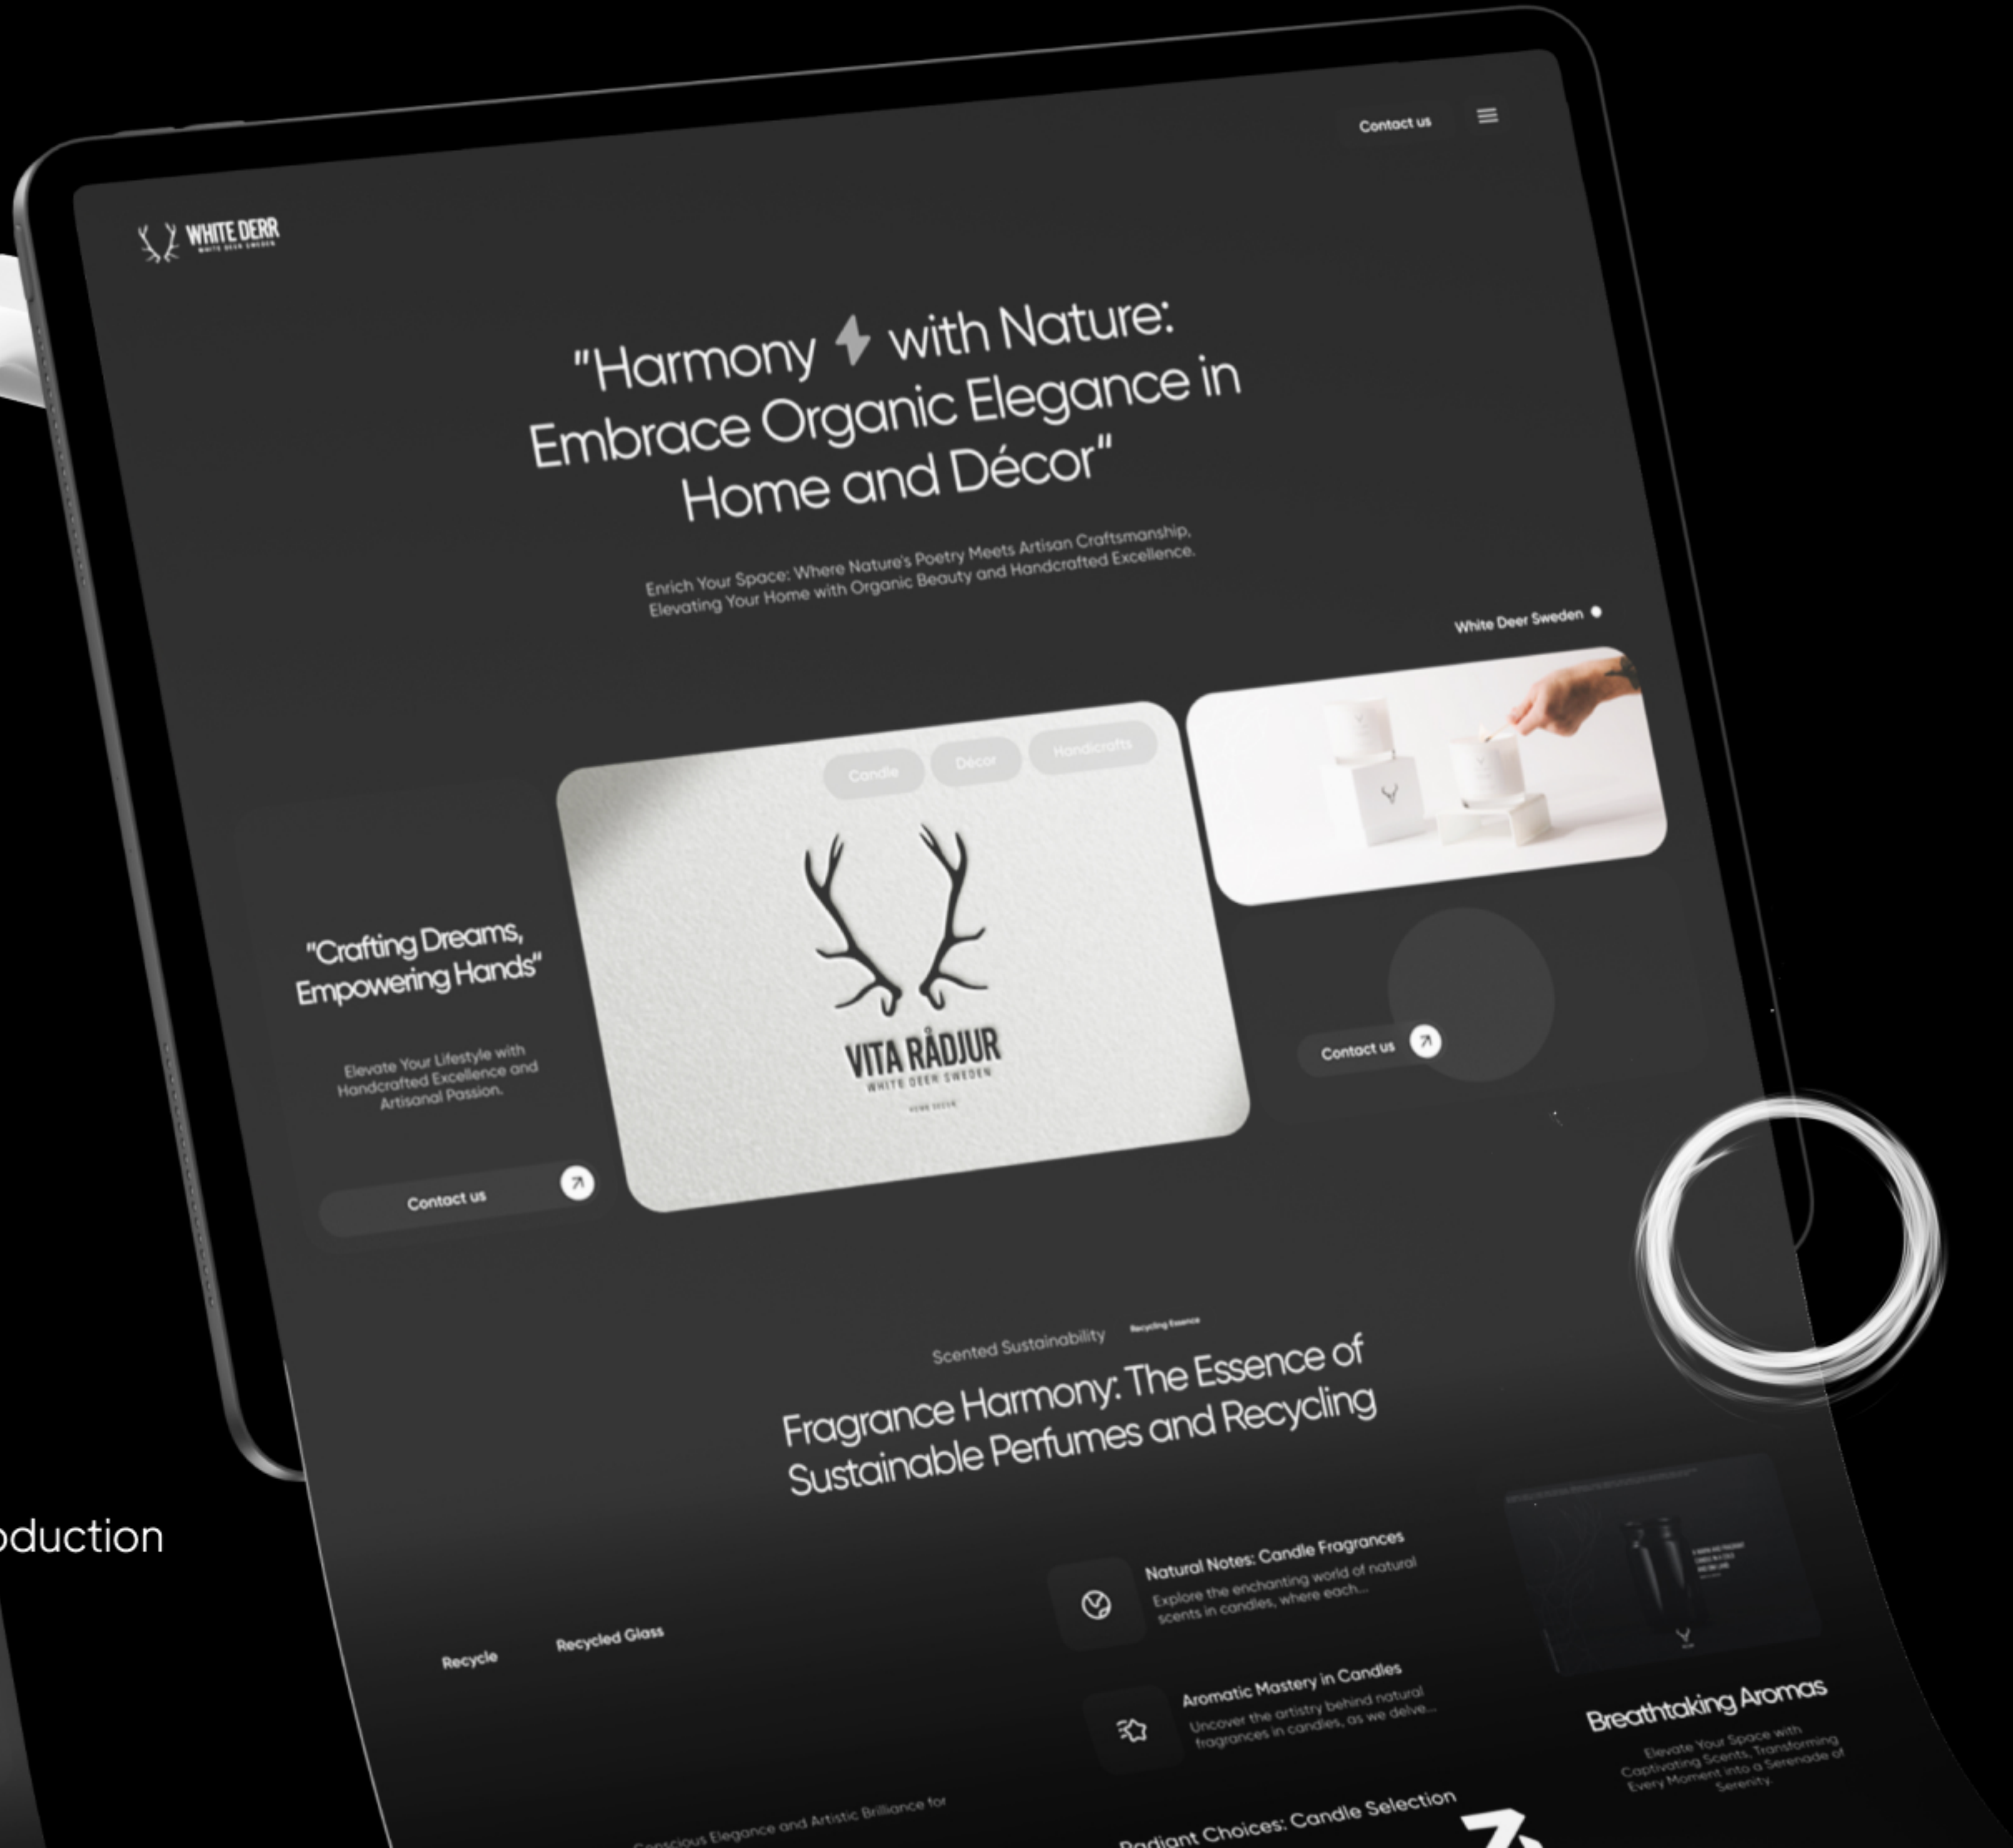 Contact us
WHITE DERR
WHITE DEER SWEDEN
"Harmony with Nature:
Embrace Organic Elegance in
Home and Décor"
Enrich Your Space: Where Nature's Poetry Meets Artisan Craftsmanship,
Elevating Your Home with Organic Beauty and Handcrafted Excellence.
White Deer Sweden
Candle
Décor
Handicrafts
"Crafting Dreams,
Empowering Hands"
Elevate Your Lifestyle with
Handcrafted Excellence and
Artisanal Passion.
Contact us
VITA RÅDJUR
WHITE DEER SWEDEN
HOME DECOR
Contact us
Scented Sustainability
Recycling Essence
Fragrance Harmony: The Essence of
Sustainable Perfumes and Recycling
oduction
Recycle
Recycled Glass
Natural Notes: Candle Fragrances
Explore the enchanting world of natural
scents in candles, where each...
Aromatic Mastery in Candles
Uncover the artistry behind natural
fragrances in candles, as we delve...
Radiant Choices: Candle Selection
Conscious Elegance and Artistic Brilliance for
Breathtaking Aromas
Elevate Your Space with
Captivating Scents, Transforming
Every Moment into a Serenade of
Serenity.